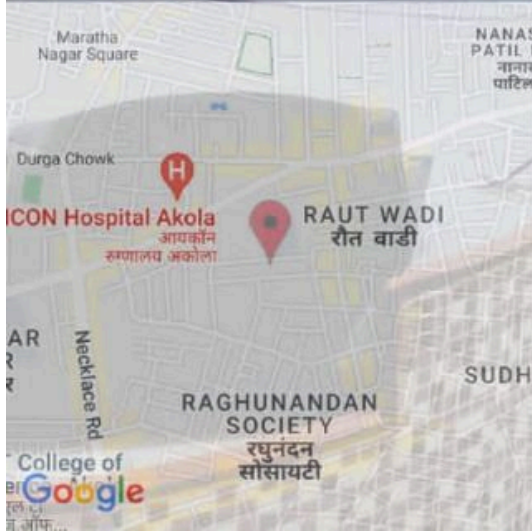 Maratha
Nagar Square
NANAS
PATIL
नाना
पाटिल
Durga Chowk
H
ICON Hospital Akola
आयकॉन
रुग्णालय अकोला
RAUT WADI
रौत वाडी
AR
Necklace Rd
SUDH
RAGHUNANDAN
SOCIETY
रघुनंदन
सोसायटी
College of
Google
ऑफ...